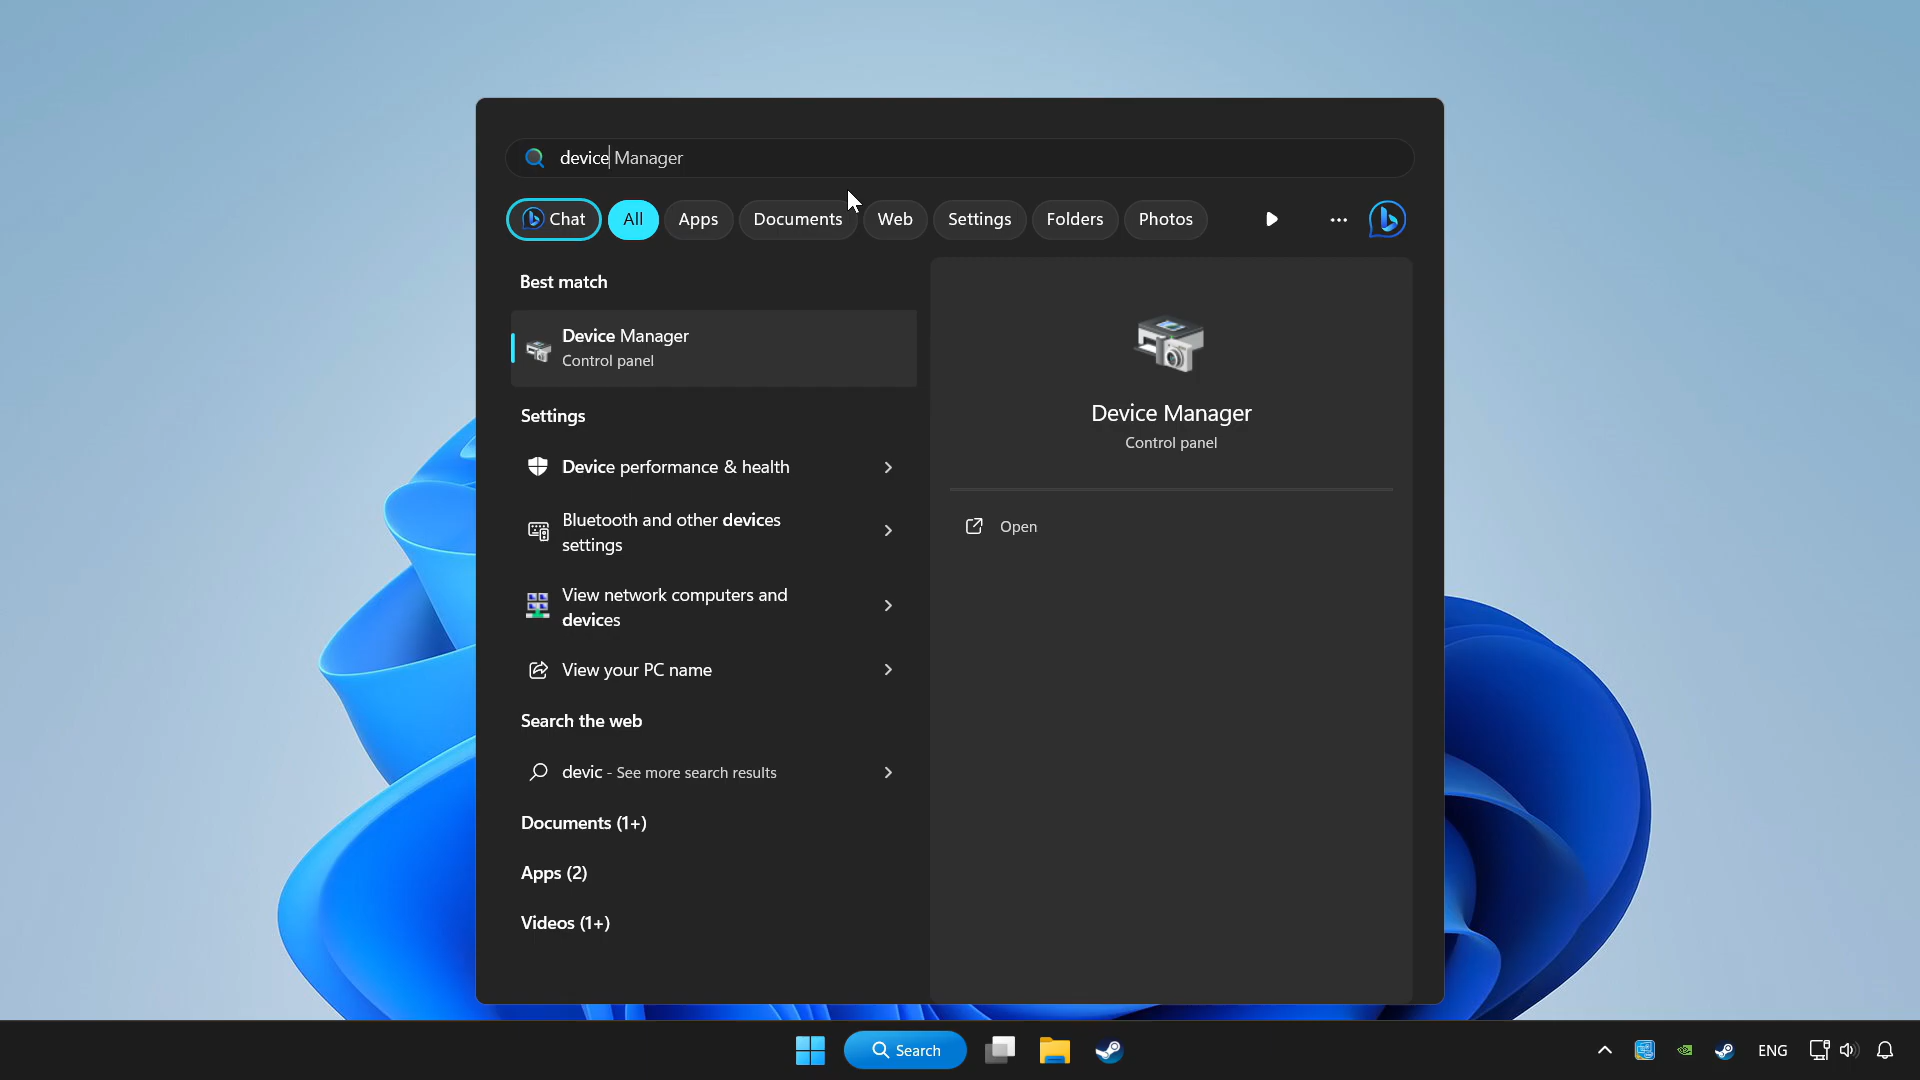 device Manager
Chat All Apps Documents Web Settings Folders Photos
Best match
Device Manager
Control panel
Settings
Device performance & health
Bluetooth and other devices
settings
View network computers and
devices
View your PC name
Search the web
devic - See more search results
Documents (1+)
Apps (2)
Videos (1+)
Device Manager
Control panel
Open
Search
ENG